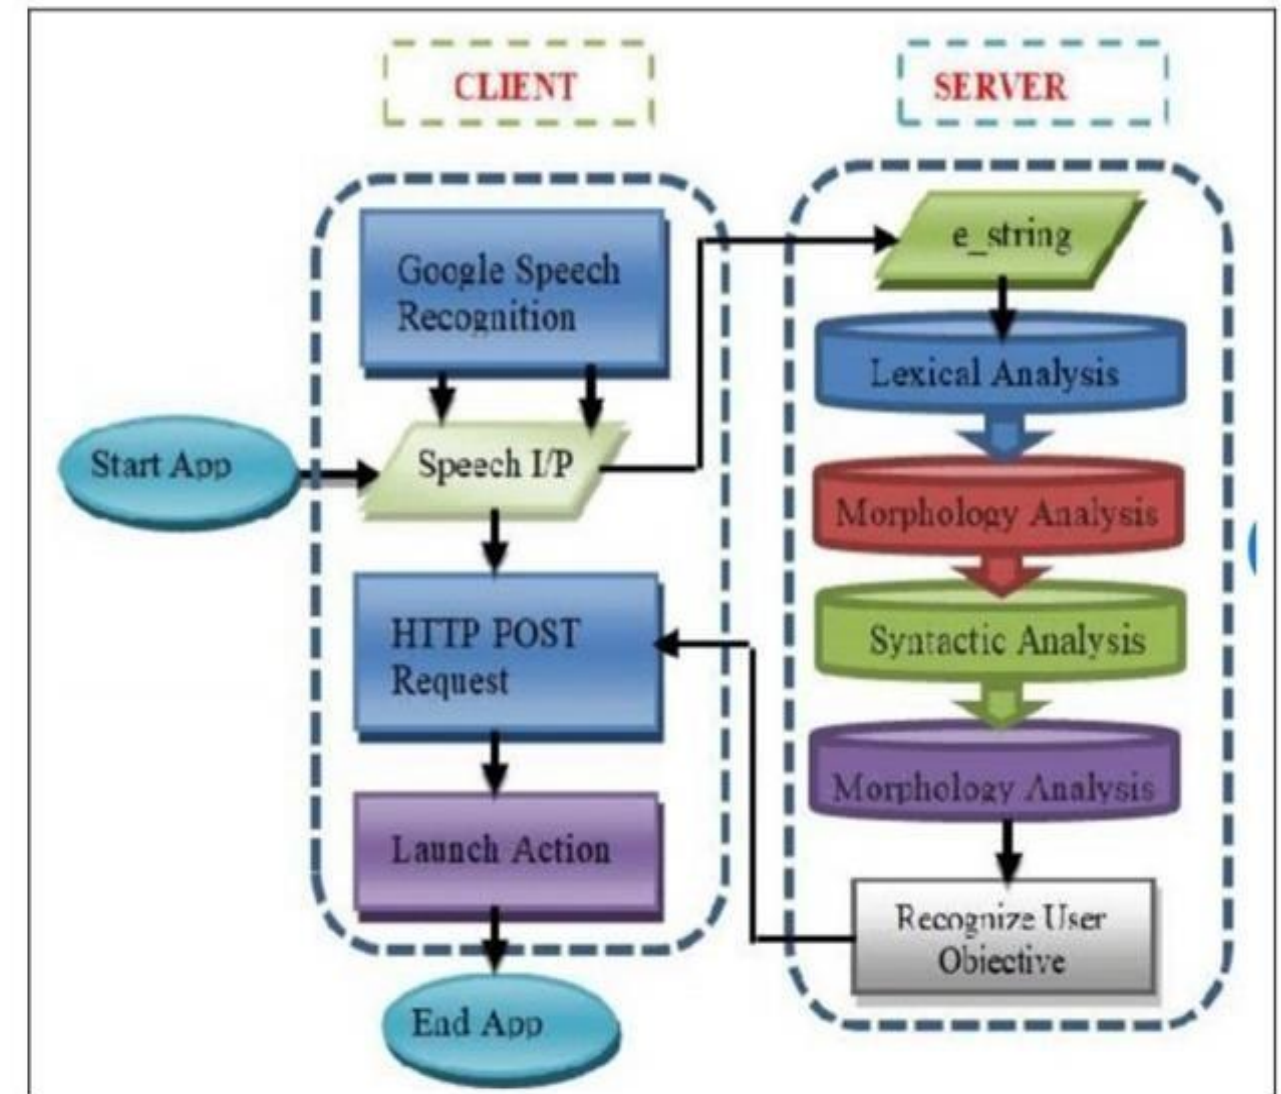 CLIENT
SERVER
Google Speech
Recognition
Start App
Speech I/P
HTTP POST
Request
Launch Action
End App
e_string
Lexical Analysis
Morphology Analysis
Syntactic Analysis
Morphology Analysis
Recognize User
Objective